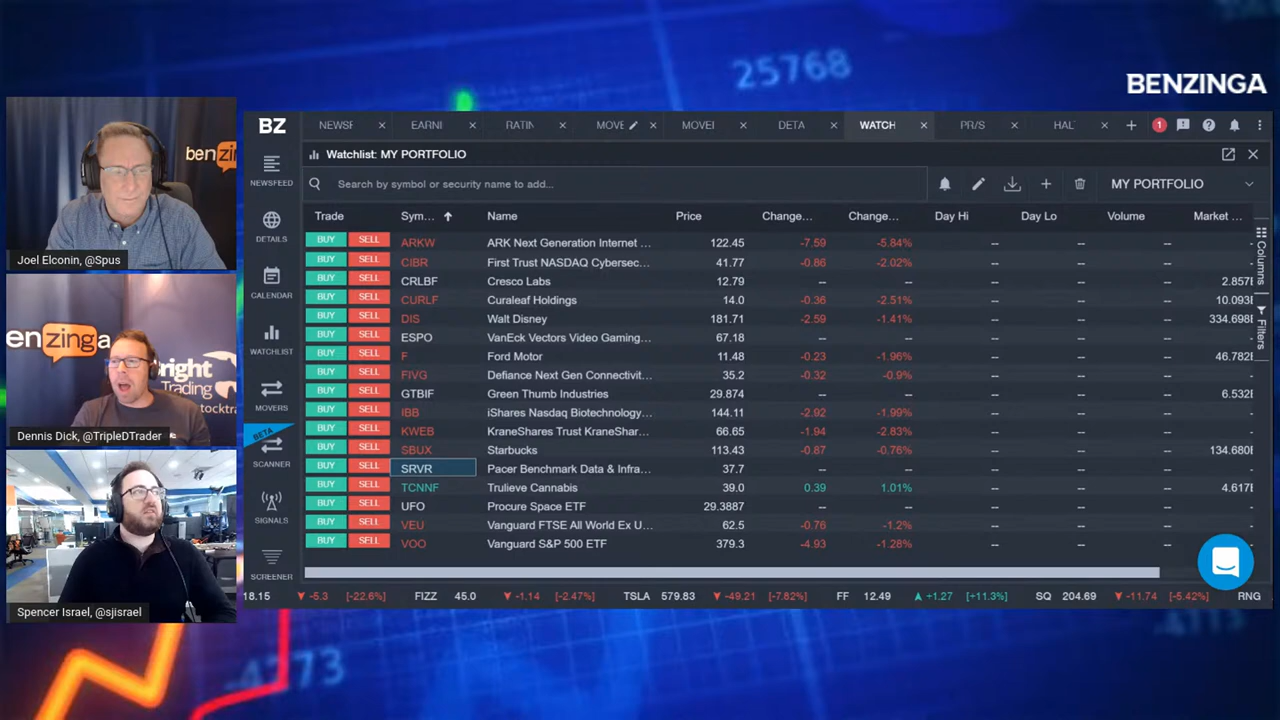 25768
BENZINGA
benzi
Joel Elconin, @Spus
enzinga
right
Trading
stocktra
Dennis Dick, @TripleDTrader
Spencer Israel, @sjisrael
BZ
NEWSF EARNI RATIN MOVE MOVEI DETA WATCH PR/S HAL 1
NEWSFEED
DETAILS
CALENDAR
WATCHLIST
MOVERS
BETA
SCANNER
SIGNALS
SCREENER
Watchlist: MY PORTFOLIO
Search by symbol or security name to add...
MY PORTFOLIO
Trade Sym... Name Price Change... Change... Day Hi Day Lo Volume Market ...
BUY SELL ARKW ARK Next Generation Internet ... 122.45 -7.59 -5.84% -- -- -- -
BUY SELL CIBR First Trust NASDAQ Cybersec... 41.77 -0.86 -2.02% -- -- -- -
BUY SELL CRLBF Cresco Labs 12.79 -- -- -- -- -- 2.857
BUY SELL CURLF Curaleaf Holdings 14.0 -0.36 -2.51% -- -- -- 10.093
BUY SELL DIS Walt Disney 181.71 -2.59 -1.41% -- -- -- 334.698
BUY SELL ESPO VanEck Vectors Video Gaming... 67.18 -- -- -- -- -- -
BUY SELL F Ford Motor 11.48 -0.23 -1.96% -- -- -- 46.782
BUY SELL FIVG Defiance Next Gen Connectivit... 35.2 -0.32 -0.9% -- -- -- -
BUY SELL GTBIF Green Thumb Industries 29.874 -- -- -- -- -- 6.532
BUY SELL IBB iShares Nasdaq Biotechnology... 144.11 -2.92 -1.99% -- -- -- -
BUY SELL KWEB KraneShares Trust KraneShar... 66.65 -1.94 -2.83% -- -- -- -
BUY SELL SBUX Starbucks 113.43 -0.87 -0.76% -- -- -- 134.680
BUY SELL SRVR Pacer Benchmark Data & Infra... 37.7 -- -- -- -- -- -
BUY SELL TCNNF Trulieve Cannabis 39.0 0.39 1.01% -- -- -- 4.617
BUY SELL UFO Procure Space ETF 29.3887 -- -- -- -- -- -
BUY SELL VEU Vanguard FTSE All World Ex U... 62.5 -0.76 -1.2% -- -- -- -
BUY SELL VOO Vanguard S&P 500 ETF 379.3 -4.93 -1.28% -- -- -- -
Columns
Filters
18.15 -5.3 [-22.6%] FIZZ 45.0 -1.14 [-2.47%] TSLA 579.83 -49.21 [-7.82%] FF 12.49 +1.27 [+11.3%] SQ 204.69 -11.74 [-5.42%] RNG
4773